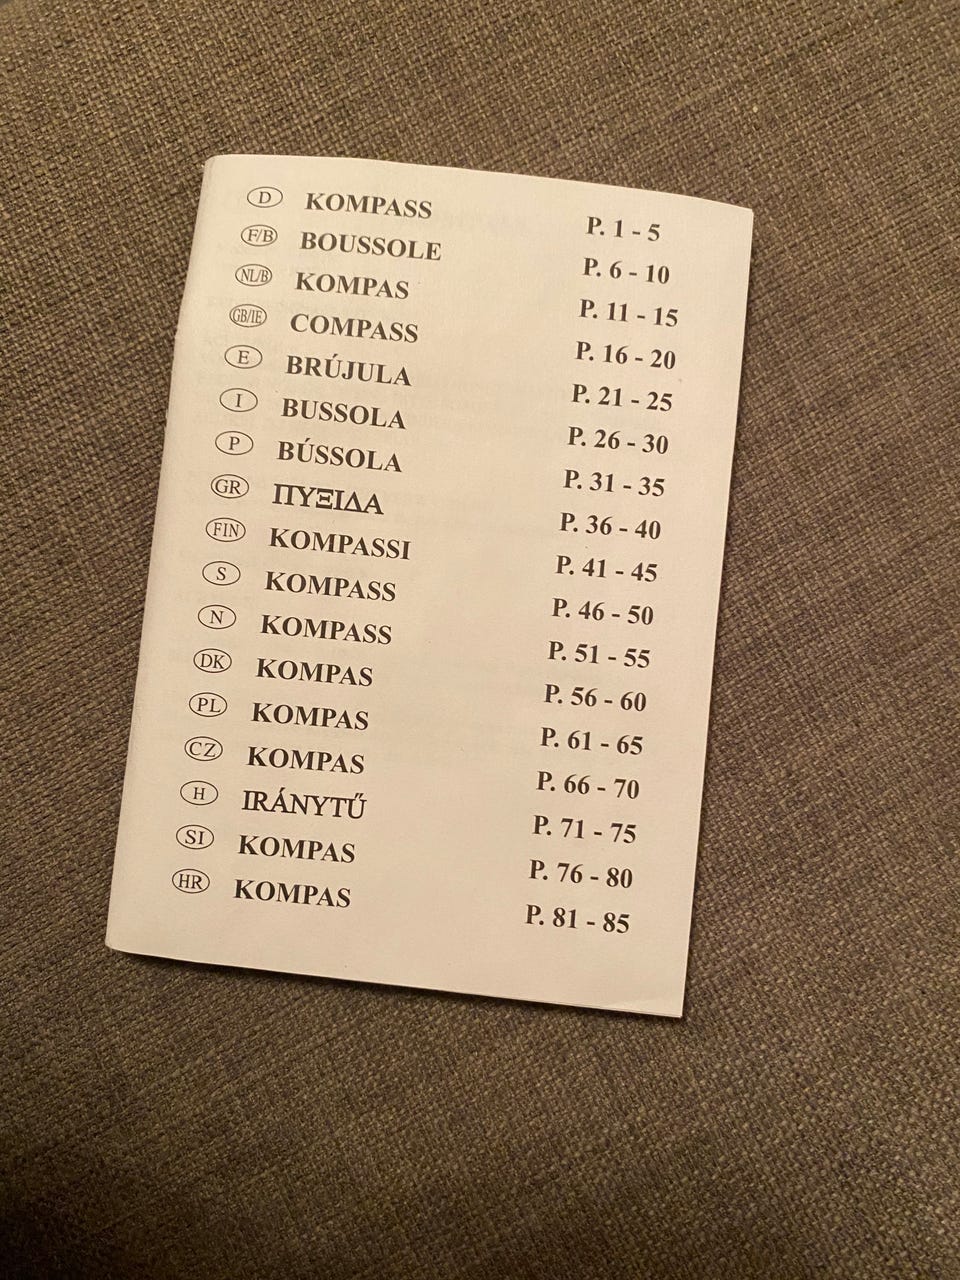 D KOMPASS P. 1 - 5
F/B BOUSSOLE P. 6 - 10
NL/B KOMPAS P. 11 - 15
GB/IE COMPASS P. 16 - 20
E BRÚJULA P. 21 - 25
I BUSSOLA P. 26 - 30
P BÚSSOLA P. 31 - 35
GR ΠΥΞΙΔΑ P. 36 - 40
FIN KOMPASSI P. 41 - 45
S KOMPASS P. 46 - 50
N KOMPASS P. 51 - 55
DK KOMPAS P. 56 - 60
PL KOMPAS P. 61 - 65
CZ KOMPAS P. 66 - 70
H IRÁNYTŰ P. 71 - 75
SI KOMPAS P. 76 - 80
HR KOMPAS P. 81 - 85